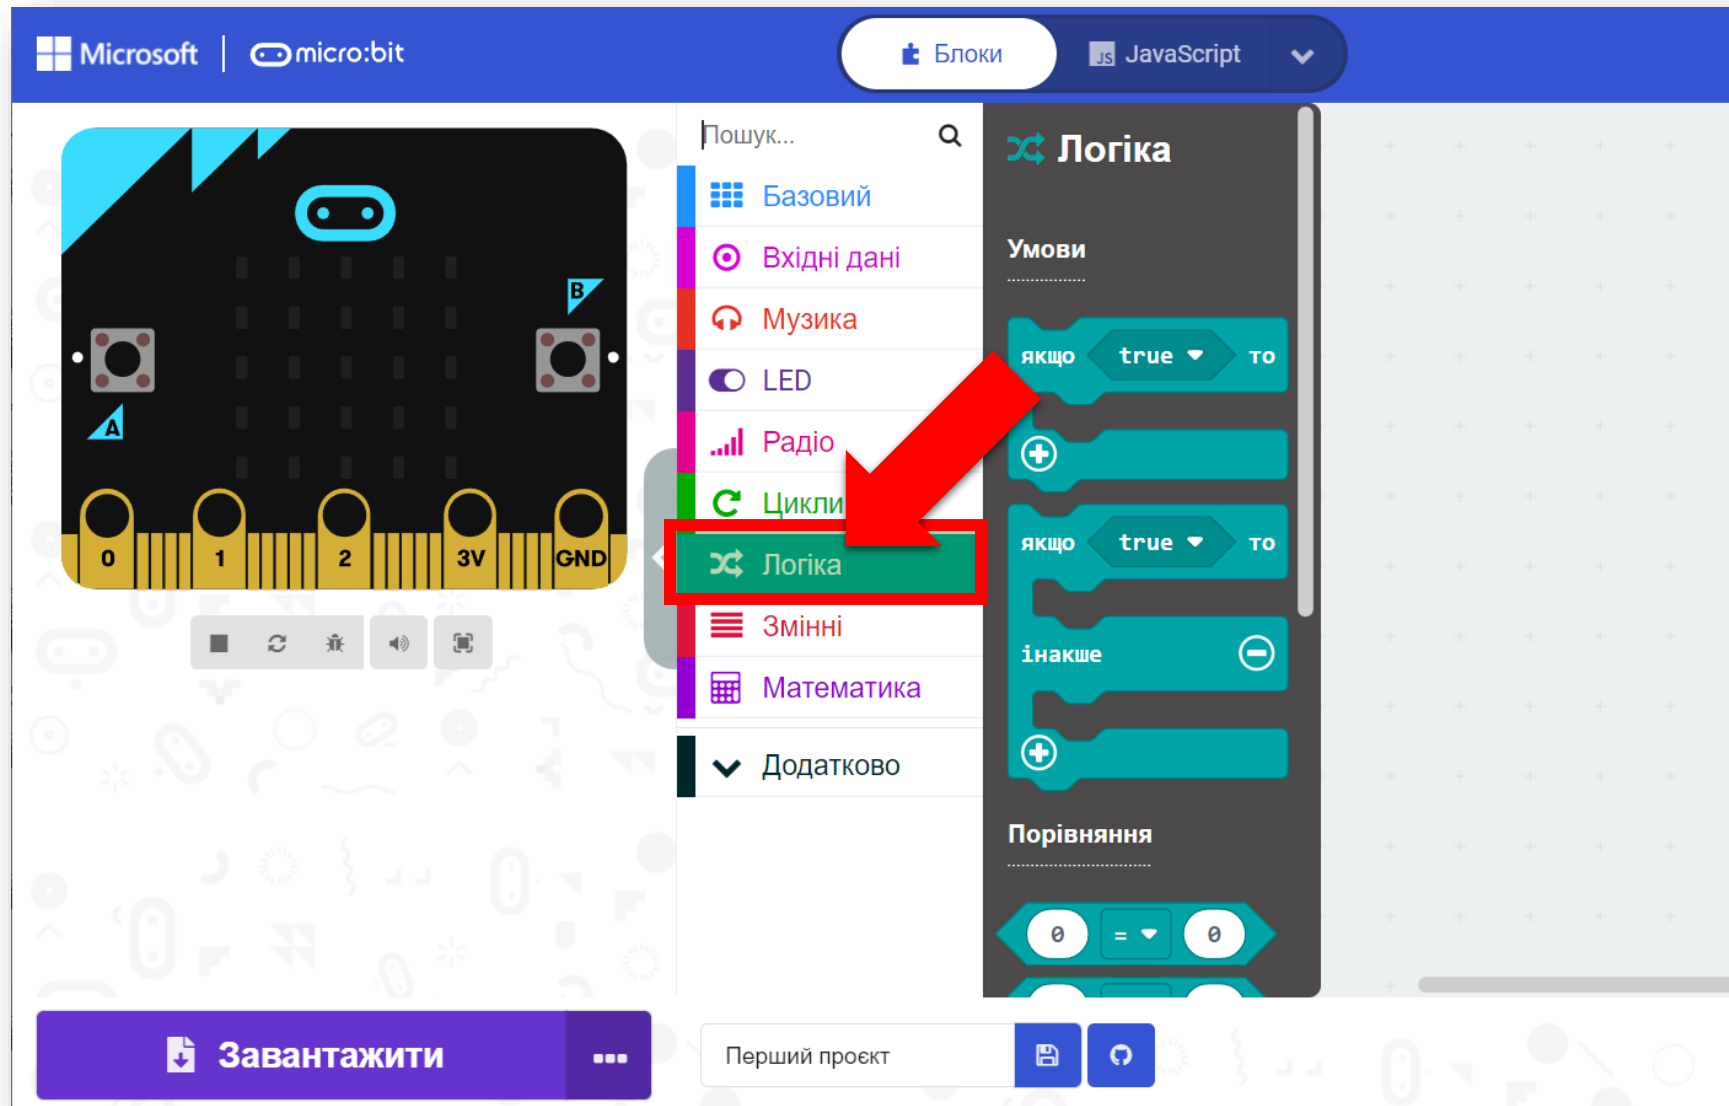 Microsoft
micro:bit
Блоки
JavaScript
Пошук...
Базовий
Вхідні дані
Музика
LED
Радіо
Цикли
Логіка
Змінні
Математика
Додатково
Логіка
Умови
якщо true то
якщо true то
інакше
Порівняння
0 = 0
A
B
0 1 2 3V GND
Завантажити
Перший проєкт